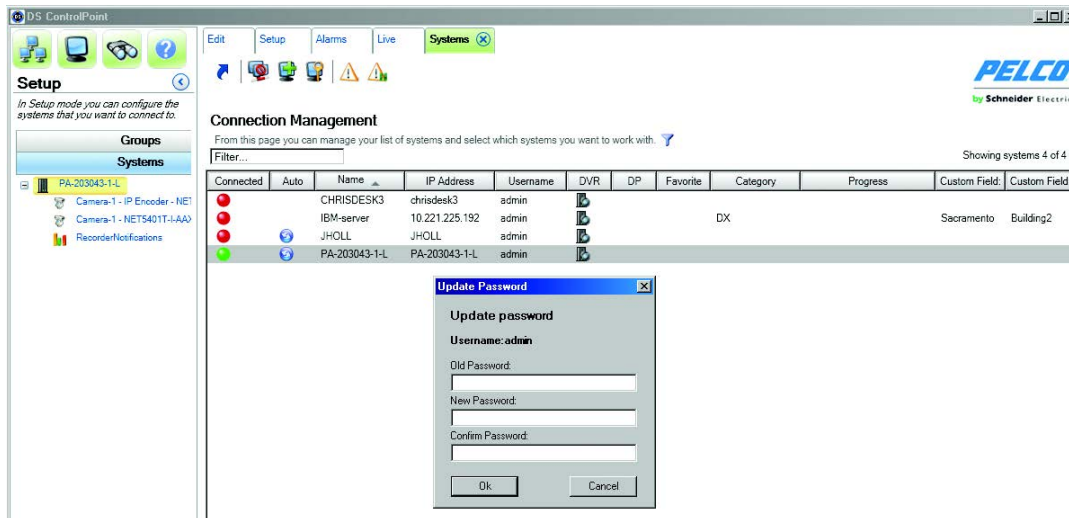 DS ControlPoint
Setup
In Setup mode you can configure the
systems that you want to connect to.
Groups
Systems
PA-203043-1-L
Camera-1 - IP Encoder - NET
Camera-1 - NET5401T-I-AAX
RecorderNotifications
Edit Setup Alarms Live Systems
PELCO
by Schneider Electric
Connection Management
From this page you can manage your list of systems and select which systems you want to work with.
Filter...
Showing systems 4 of 4
Connected Auto Name IP Address Username DVR DP Favorite Category Progress Custom Field: Custom Field
CHRISDESK3 chrisdesk3 admin
IBM-server 10.221.225.192 admin DX Sacramento Building2
JHOLL JHOLL admin
PA-203043-1-L PA-203043-1-L admin
Update Password
Update password
Username:admin
Old Password:
New Password:
Confirm Password:
Ok Cancel